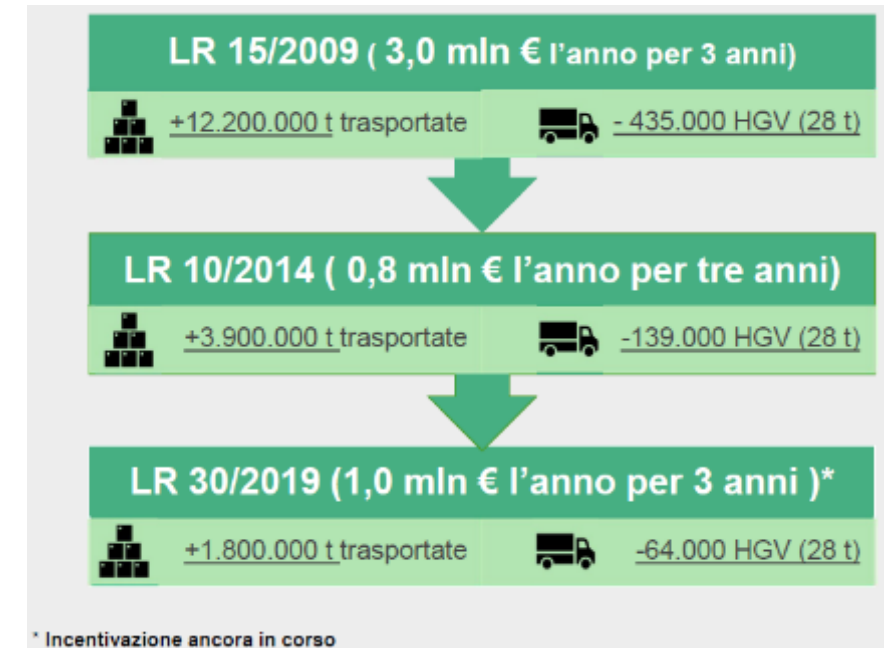 LR 15/2009 ( 3,0 mln € l'anno per 3 anni)
+12.200.000 t trasportate
- 435.000 HGV (28 t)
LR 10/2014 ( 0,8 mln € l'anno per tre anni)
+3.900.000 t trasportate
-139.000 HGV (28 t)
LR 30/2019 (1,0 mln € l'anno per 3 anni )*
+1.800.000 t trasportate
-64.000 HGV (28 t)
* Incentivazione ancora in corso